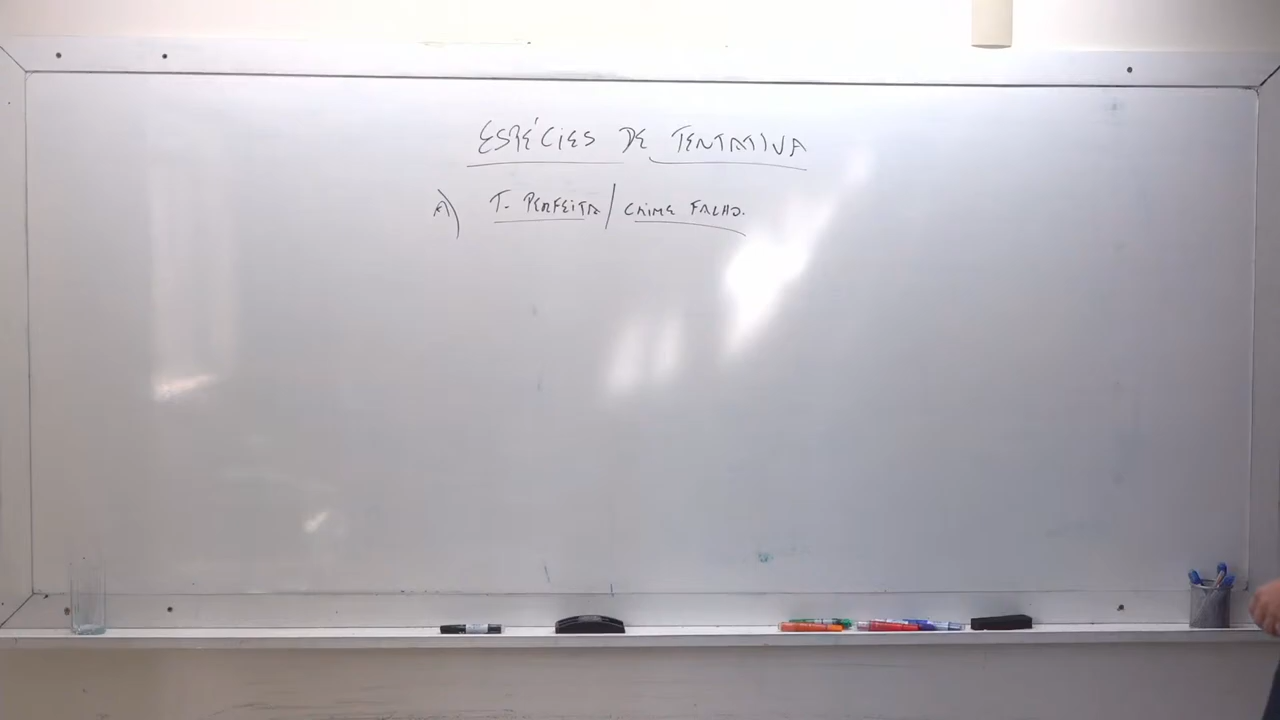 ESPÉCIES DE TENTATIVA
A) T. PERFEITA / CRIME FALHO.